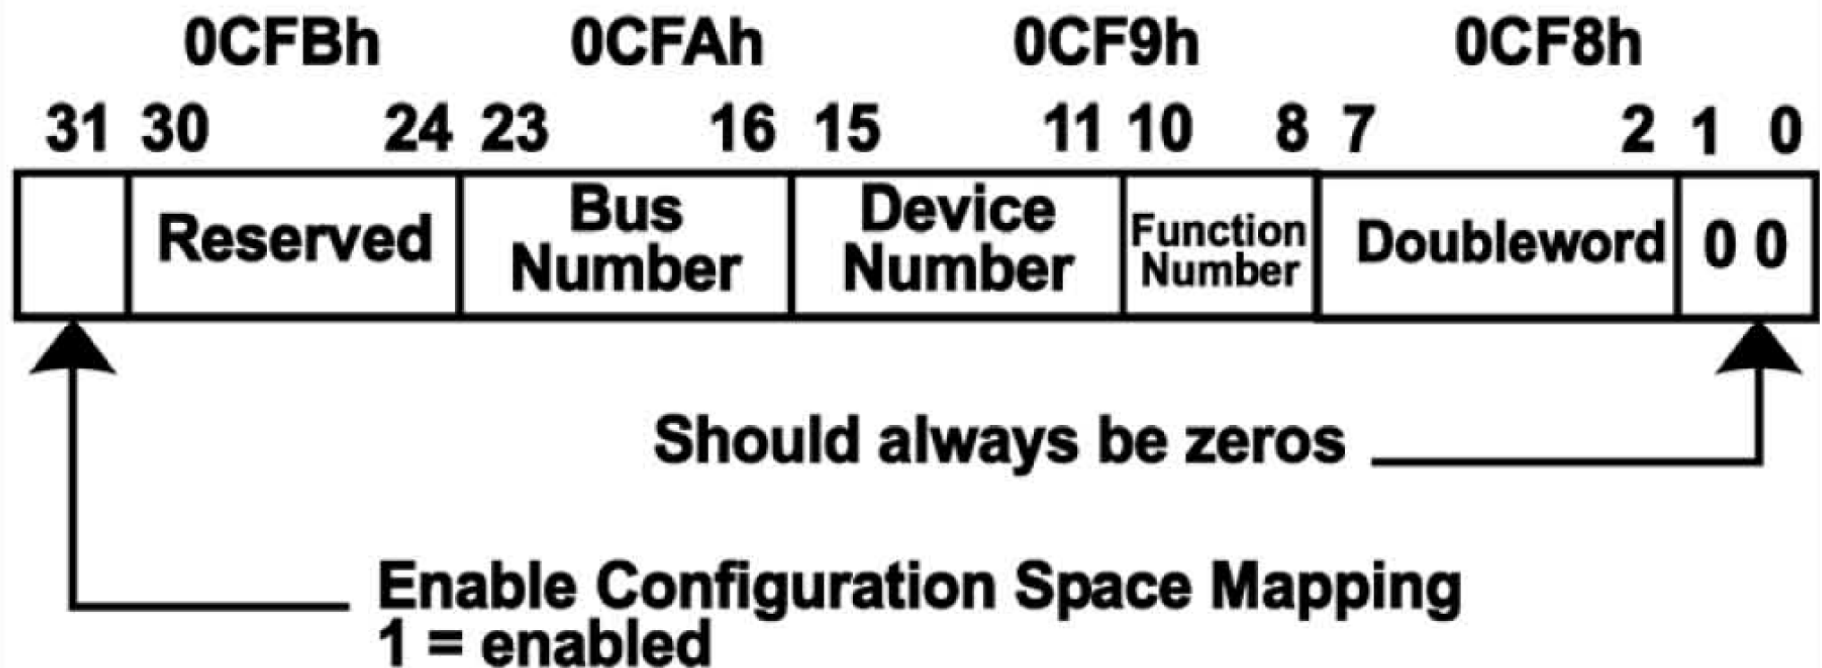 0CFBh 0CFAh 0CF9h 0CF8h
31 30 24 23 16 15 11 10 8 7 2 1 0
Reserved
Bus
Number
Device
Number
Function
Number
Doubleword
0 0
Should always be zeros
Enable Configuration Space Mapping
1 = enabled